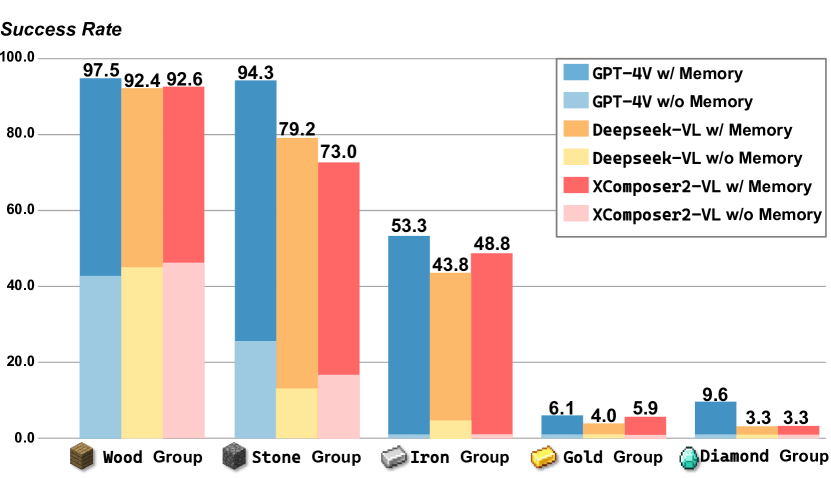 Success Rate
100.0
80.0
60.0
40.0
20.0
0.0
97.5
92.4
92.6
94.3
79.2
73.0
53.3
43.8
48.8
6.1
4.0
5.9
9.6
3.3
3.3
GPT-4V w/ Memory
GPT-4V w/o Memory
Deepseek-VL w/ Memory
Deepseek-VL w/o Memory
XComposer2-VL w/ Memory
XComposer2-VL w/o Memory
Wood Group
Stone Group
Iron Group
Gold Group
Diamond Group